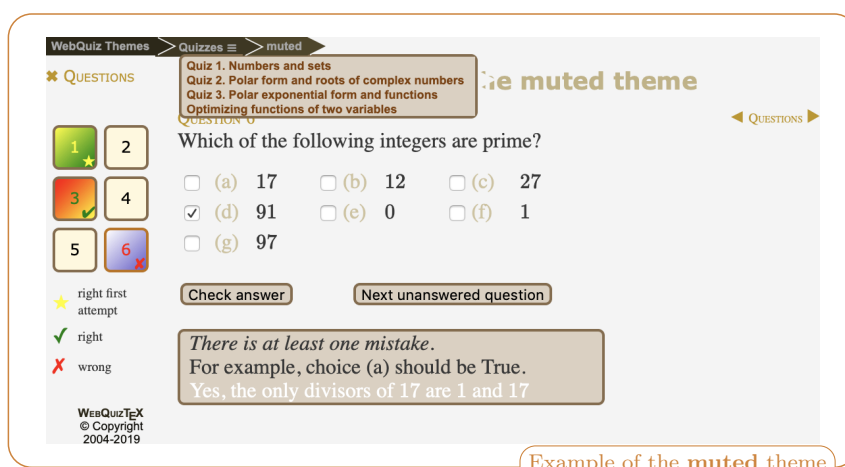 WebQuiz Themes Quizzes ≡ muted
Quiz 1. Numbers and sets
Quiz 2. Polar form and roots of complex numbers
Quiz 3. Polar exponential form and functions
Optimizing functions of two variables
muted theme
✖ QUESTIONS
◀ QUESTIONS ▶
QUESTION 6
Which of the following integers are prime?
1 2
3 4
5 6
(a) 17 (b) 12 (c) 27
(d) 91 (e) 0 (f) 1
(g) 97
Check answer Next unanswered question
right first
attempt
right
wrong
There is at least one mistake.
For example, choice (a) should be True.
Yes, the only divisors of 17 are 1 and 17
WEBQUIZTEX
© Copyright
2004-2019
Example of the muted theme